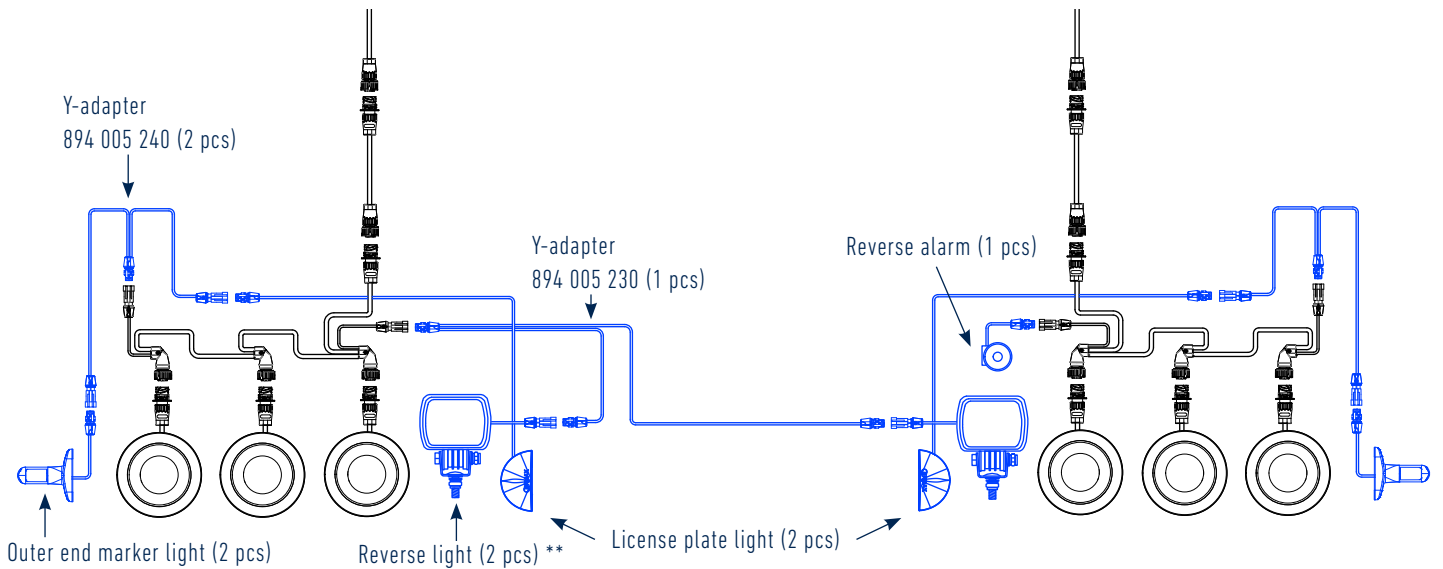 Y-adapter
894 005 240 (2 pcs)
Y-adapter
894 005 230 (1 pcs)
Reverse alarm (1 pcs)
Outer end marker light (2 pcs)
Reverse light (2 pcs) **
License plate light (2 pcs)